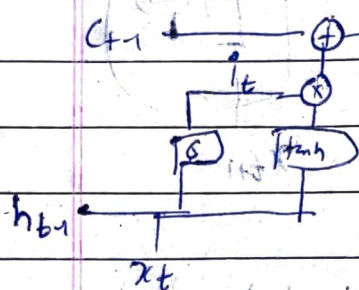 Ct-1 +
it ×
σ tanh
ht-1
xt